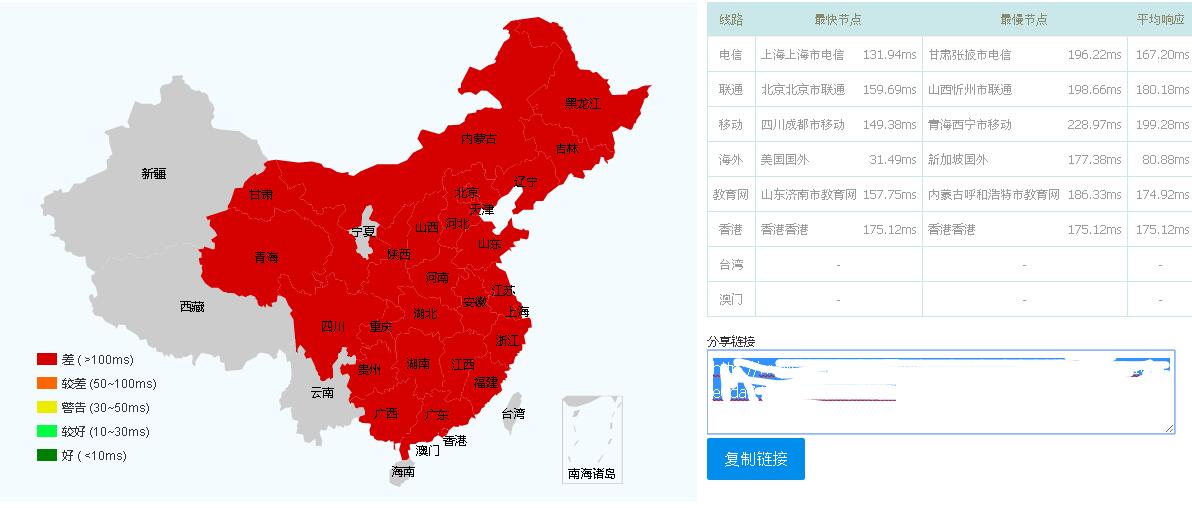 黑龙江
内蒙古
吉林
新疆
辽宁
北京
甘肃
天津
宁夏
山西
河北
山东
陕西
青海
河南
西藏
江苏
安徽
上海
四川
重庆
湖北
浙江
贵州
湖南
江西
云南
福建
广西
广东
台湾
香港
澳门
海南
南海诸岛
差 ( >100ms)
较差 (50~100ms)
警告 (30~50ms)
较好 (10~30ms)
好 ( <10ms)
线路 最快节点 最慢节点 平均响应
电信 上海上海市电信 131.94ms 甘肃张掖市电信 196.22ms 167.20ms
联通 北京北京市联通 159.69ms 山西忻州市联通 198.66ms 180.18ms
移动 四川成都市移动 149.38ms 青海西宁市移动 228.97ms 199.28ms
海外 美国国外 31.49ms 新加坡国外 177.38ms 80.88ms
教育网 山东济南市教育网 157.75ms 内蒙古呼和浩特市教育网 186.33ms 174.92ms
香港 香港香港 175.12ms 香港香港 175.12ms 175.12ms
台湾 - - -
澳门 - - -
分享链接
复制链接